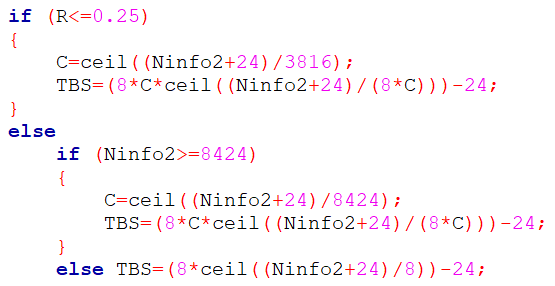 if (R<=0.25)
{
    C=ceil((Ninfo2+24)/3816);
    TBS=(8*C*ceil((Ninfo2+24)/(8*C)))-24;
}
else
    if (Ninfo2>=8424)
    {
        C=ceil((Ninfo2+24)/8424);
        TBS=(8*C*ceil((Ninfo2+24)/(8*C)))-24;
    }
    else TBS=(8*ceil((Ninfo2+24)/8))-24;